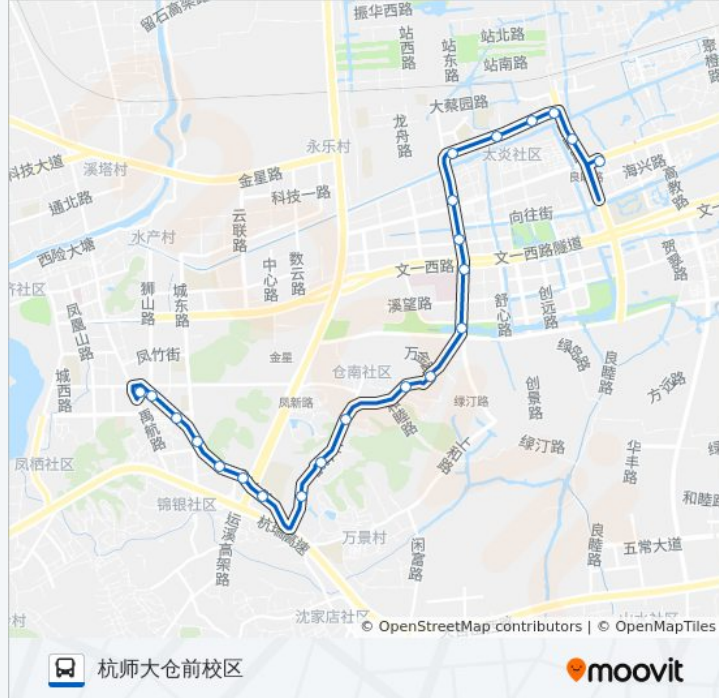 留石高架路
振华西路
站西路
站东路
站北路
站南路
大蔡园路
龙舟路
永乐村
太炎社区
海兴路
高教路
科技大道
溪塔村
金星路
科技一路
通北路
云联路
向往街
水产村
西险大塘
中心路
数云路
文一西路
文一西路隧道
贺翠路
狮山路
城东路
溪望路
舒心路
创远路
凤凰山路
凤竹街
金星
仓南社区
绿岛路
良睦路
城西路
凤新路
绿汀路
创景路
方远路
禹航路
上和路
绿汀路
华丰路
凤栖社区
锦银社区
和睦路
运溪高架路
杭瑞高速
万景村
闲富路
良睦路
五常大道
沈家店社区
© OpenStreetMap contributors | © OpenMapTiles
杭师大仓前校区
moovit